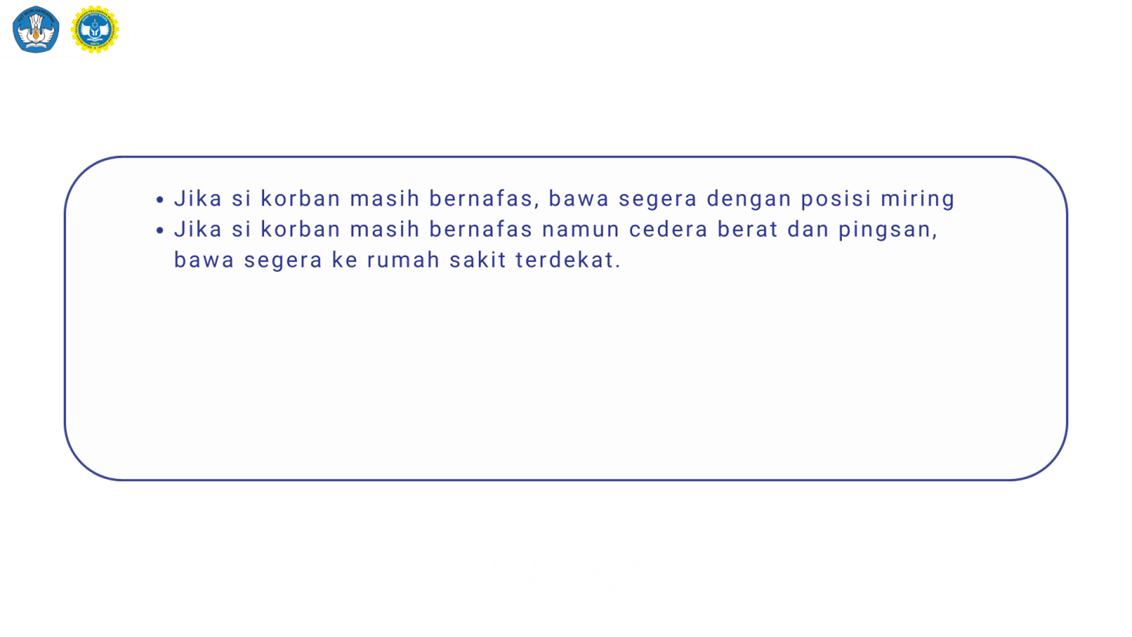 • Jika si korban masih bernafas, bawa segera dengan posisi miring
• Jika si korban masih bernafas namun cedera berat dan pingsan,
bawa segera ke rumah sakit terdekat.